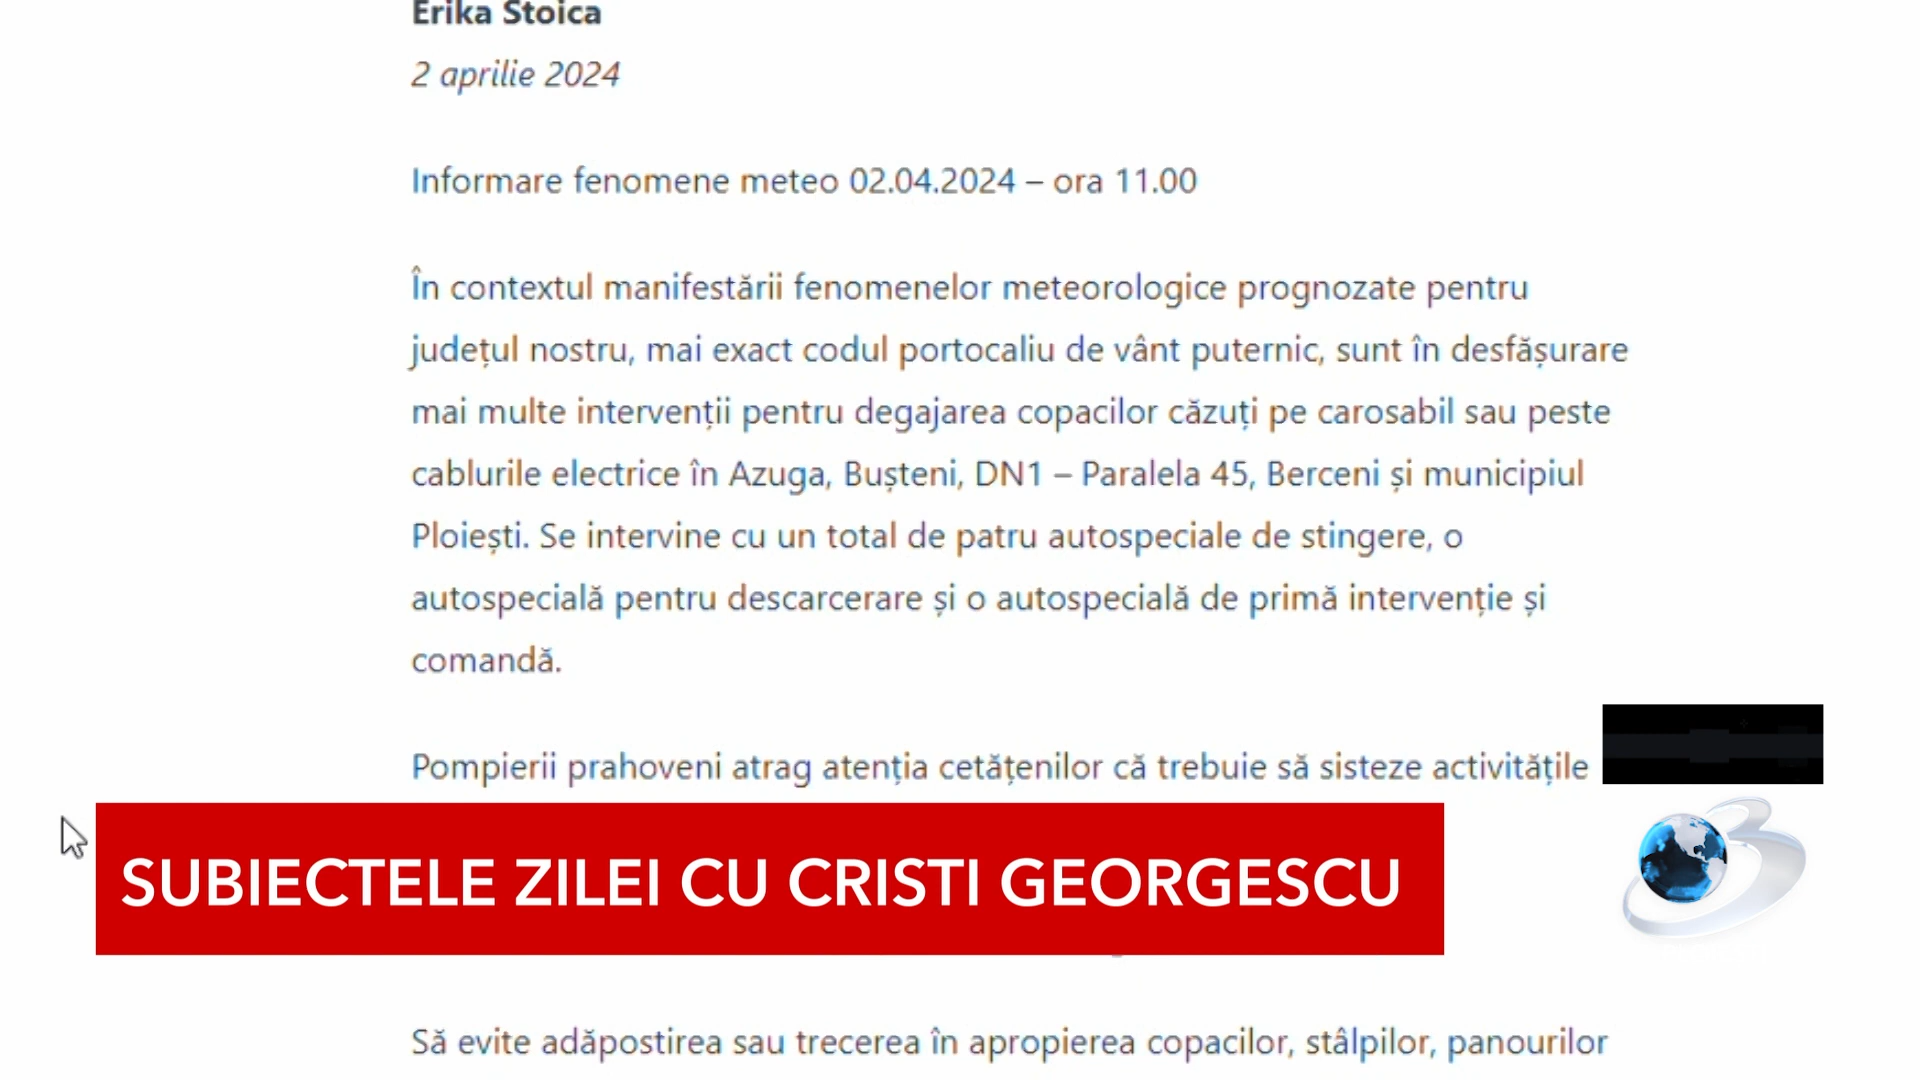 Erika Stoica
2 aprilie 2024
Informare fenomene meteo 02.04.2024 – ora 11.00
În contextul manifestării fenomenelor meteorologice prognozate pentru
județul nostru, mai exact codul portocaliu de vânt puternic, sunt în desfășurare
mai multe intervenții pentru degajarea copacilor căzuți pe carosabil sau peste
cablurile electrice în Azuga, Bușteni, DN1 – Paralela 45, Berceni și municipiul
Ploiești. Se intervine cu un total de patru autospeciale de stingere, o
autospecială pentru descarcerare și o autospecială de primă intervenție și
comandă.
Pompierii prahoveni atrag atenția cetățenilor că trebuie să sisteze activitățile
SUBIECTELE ZILEI CU CRISTI GEORGESCU
Să evite adăpostirea sau trecerea în apropierea copacilor, stâlpilor, panourilor